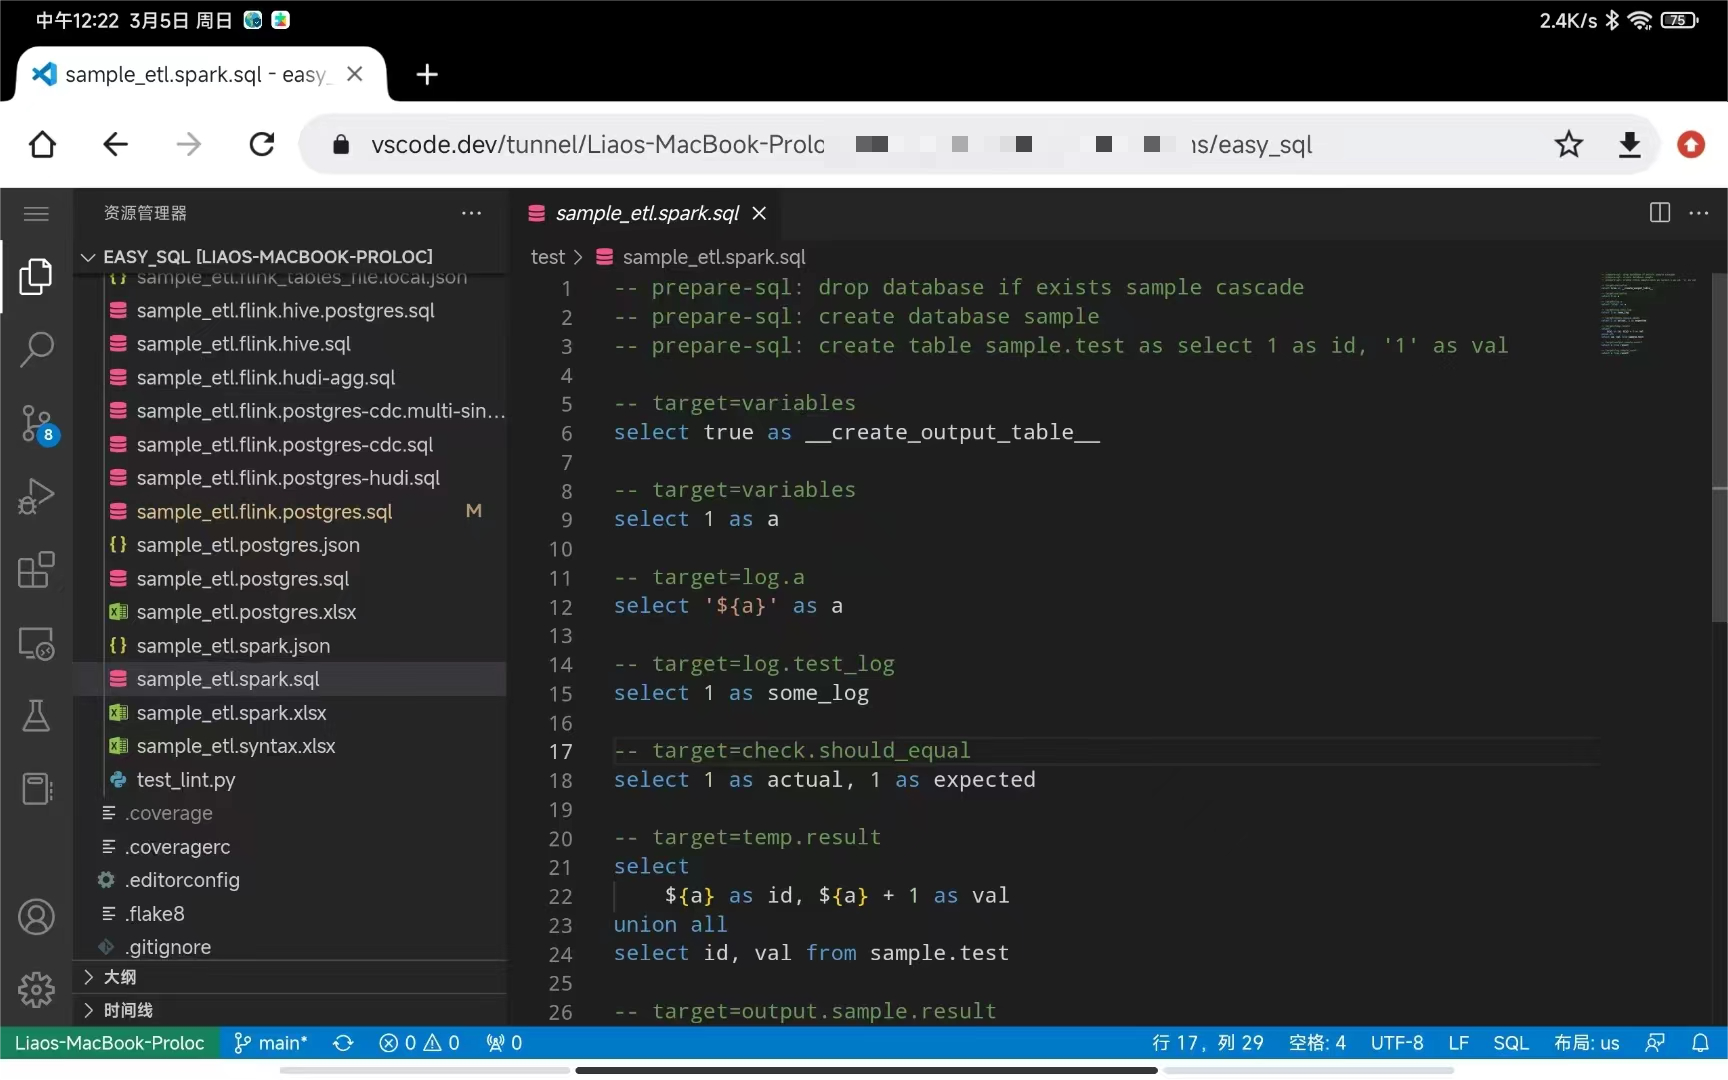 中午12:22 3月5日 周日
2.4K/s 75
sample_etl.spark.sql - easy_
vscode.dev/tunnel/Liaos-MacBook-Proloc
ns/easy_sql
资源管理器
EASY_SQL [LIAOS-MACBOOK-PROLOC]
{} sample_etl.flink_tables_file.local.json
sample_etl.flink.hive.postgres.sql
sample_etl.flink.hive.sql
sample_etl.flink.hudi-agg.sql
sample_etl.flink.postgres-cdc.multi-sin...
sample_etl.flink.postgres-cdc.sql
sample_etl.flink.postgres-hudi.sql
sample_etl.flink.postgres.sql M
{} sample_etl.postgres.json
sample_etl.postgres.sql
sample_etl.postgres.xlsx
{} sample_etl.spark.json
sample_etl.spark.sql
sample_etl.spark.xlsx
sample_etl.syntax.xlsx
test_lint.py
.coverage
.coveragerc
.editorconfig
.flake8
.gitignore
大纲
时间线
8
sample_etl.spark.sql
test > sample_etl.spark.sql
1 -- prepare-sql: drop database if exists sample cascade
2 -- prepare-sql: create database sample
3 -- prepare-sql: create table sample.test as select 1 as id, '1' as val
4
5 -- target=variables
6 select true as __create_output_table__
7
8 -- target=variables
9 select 1 as a
10
11 -- target=log.a
12 select '${a}' as a
13
14 -- target=log.test_log
15 select 1 as some_log
16
17 -- target=check.should_equal
18 select 1 as actual, 1 as expected
19
20 -- target=temp.result
21 select
22 ${a} as id, ${a} + 1 as val
23 union all
24 select id, val from sample.test
25
26 -- target=output.sample.result
Liaos-MacBook-Proloc main* 0 0 0 行 17, 列 29 空格: 4 UTF-8 LF SQL 布局: us